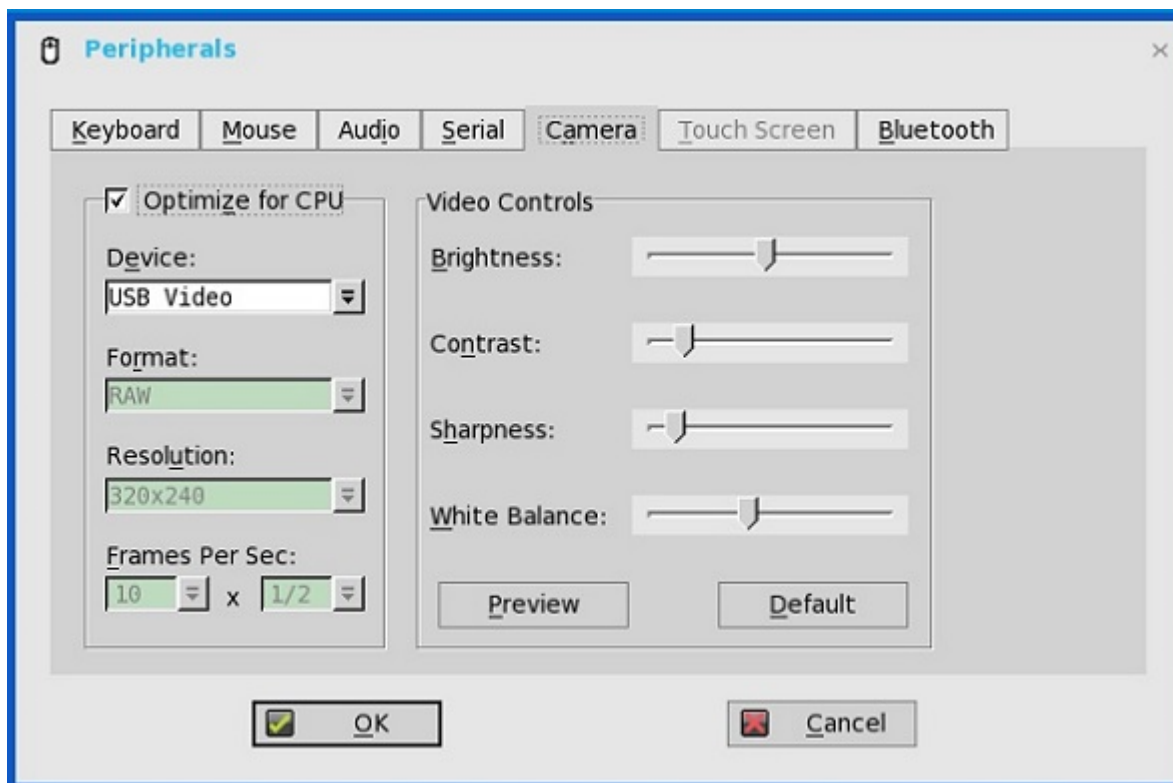 Peripherals
Keyboard Mouse Audio Serial Camera Touch Screen Bluetooth
Optimize for CPU
Device:
USB Video
Format:
RAW
Resolution:
320x240
Frames Per Sec:
10 x 1/2
Video Controls
Brightness:
Contrast:
Sharpness:
White Balance:
Preview Default
OK Cancel